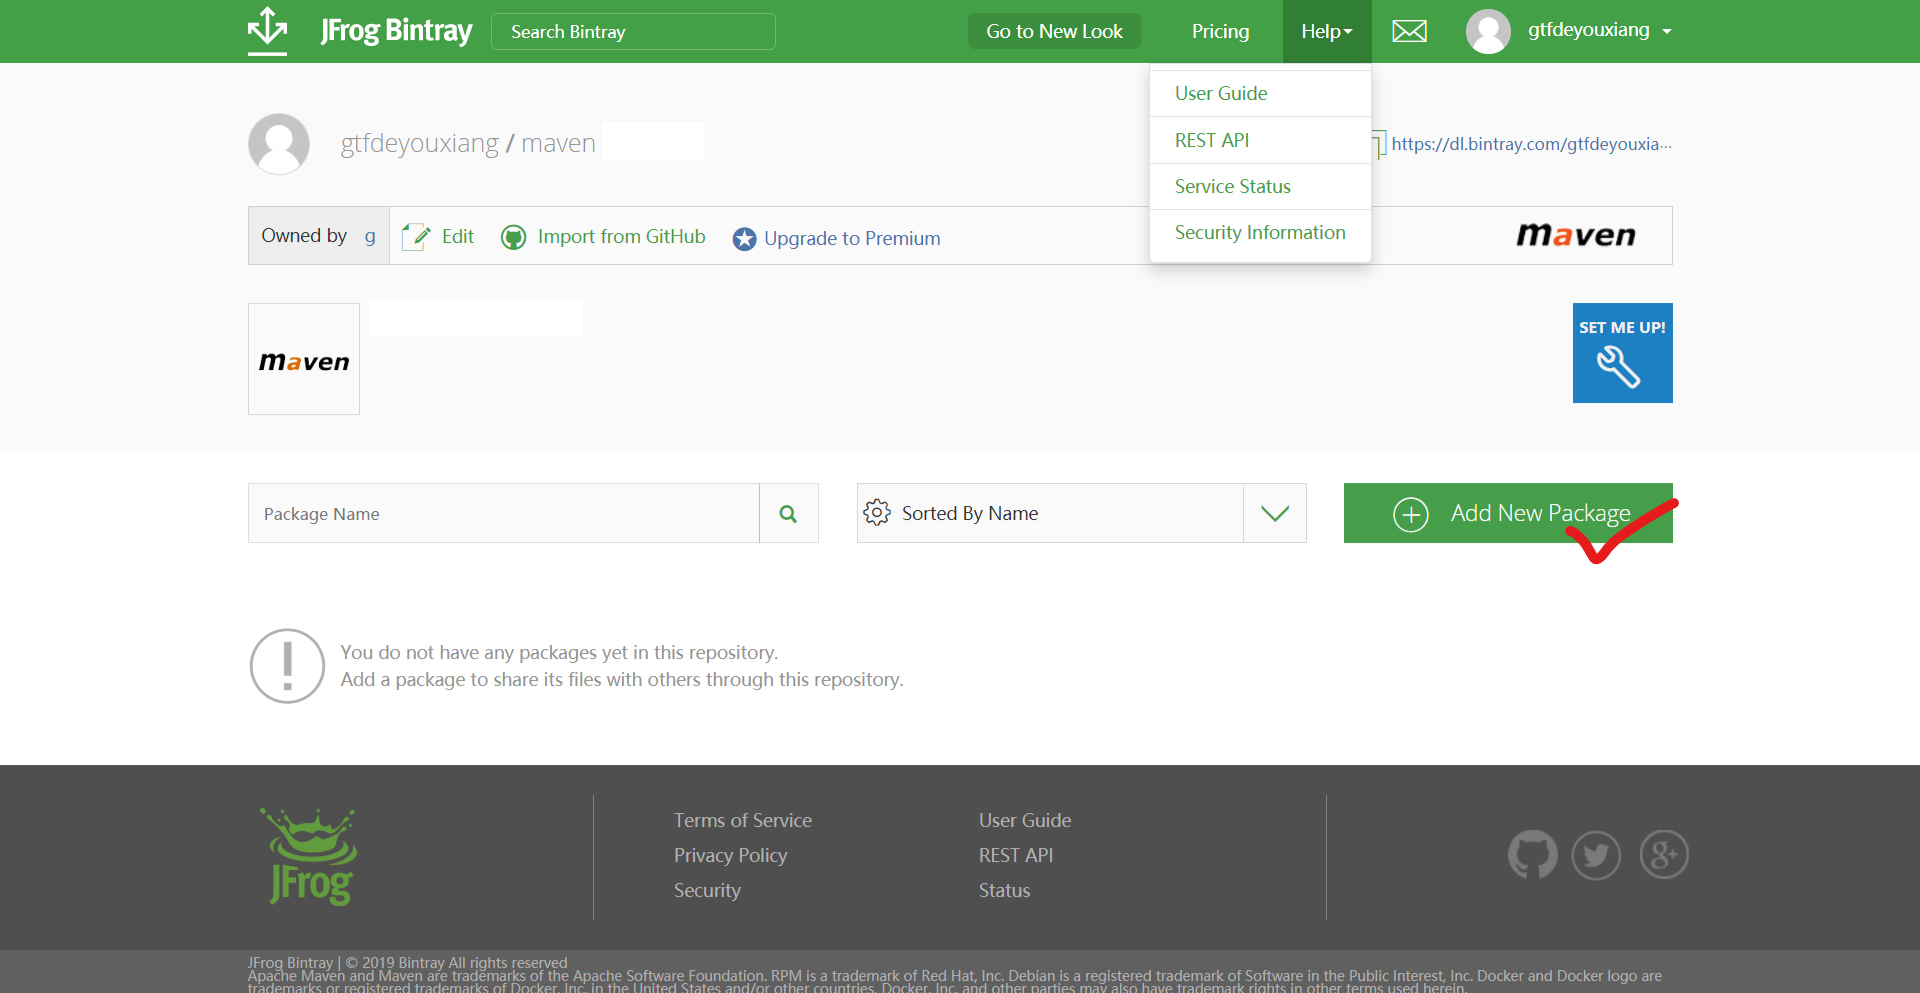 JFrog Bintray
Search Bintray
Go to New Look
Pricing
Help
gtfdeyouxiang
User Guide
REST API
Service Status
Security Information
gtfdeyouxiang / maven
https://dl.bintray.com/gtfdeyouxia...
Owned by g
Edit
Import from GitHub
Upgrade to Premium
maven
maven
SET ME UP!
Package Name
Sorted By Name
Add New Package
You do not have any packages yet in this repository.
Add a package to share its files with others through this repository.
JFrog
Terms of Service
Privacy Policy
Security
User Guide
REST API
Status
g+
JFrog Bintray | © 2019 Bintray All rights reserved
Apache Maven and Maven are trademarks of the Apache Software Foundation. RPM is a trademark of Red Hat, Inc. Debian is a registered trademark of Software in the Public Interest, Inc. Docker and Docker logo are
trademarks or registered trademarks of Docker, Inc. in the United States and/or other countries. Docker, Inc. and other parties may also have trademark rights in other terms used herein.